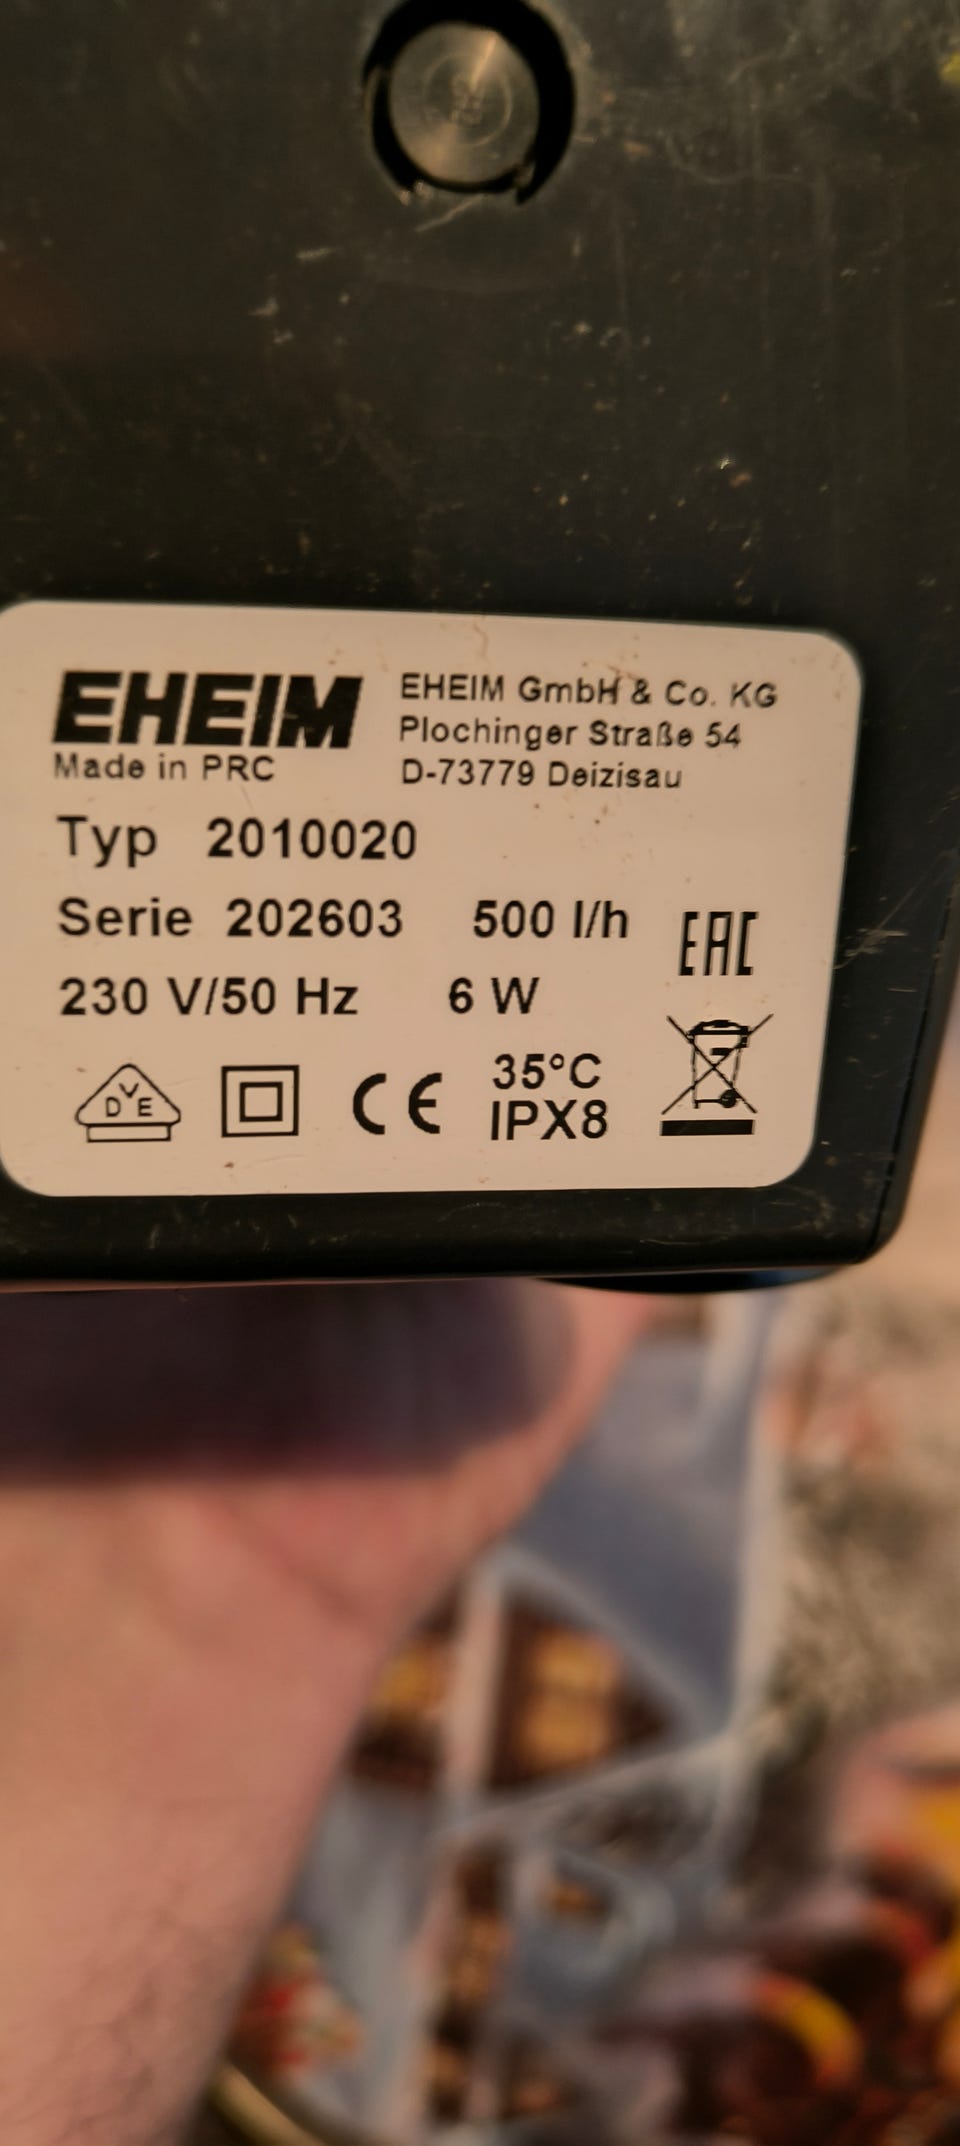 EHEIM
Made in PRC
EHEIM GmbH & Co. KG
Plochinger Straße 54
D-73779 Deizisau
Typ 2010020
Serie 202603 500 l/h
EAC
230 V/50 Hz 6 W
DVE
CE
35°C
IPX8